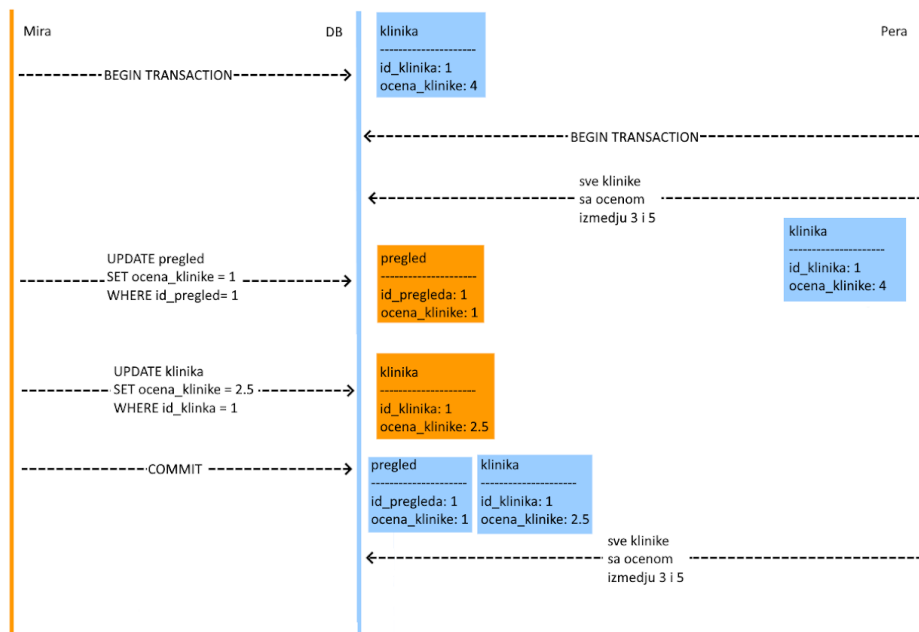 Mira
DB
Pera
klinika
---------------------
id_klinika: 1
ocena_klinike: 4
BEGIN TRANSACTION
BEGIN TRANSACTION
sve klinike
sa ocenom
izmedju 3 i 5
klinika
---------------------
id_klinika: 1
ocena_klinike: 4
UPDATE pregled
SET ocena_klinike = 1
WHERE id_pregled= 1
pregled
---------------------
id_pregleda: 1
ocena_klinike: 1
UPDATE klinika
SET ocena_klinike = 2.5
WHERE id_klinka = 1
klinika
---------------------
id_klinika: 1
ocena_klinike: 2.5
COMMIT
pregled
---------------------
id_pregleda: 1
ocena_klinike: 1
klinika
---------------------
id_klinika: 1
ocena_klinike: 2.5
sve klinike
sa ocenom
izmedju 3 i 5